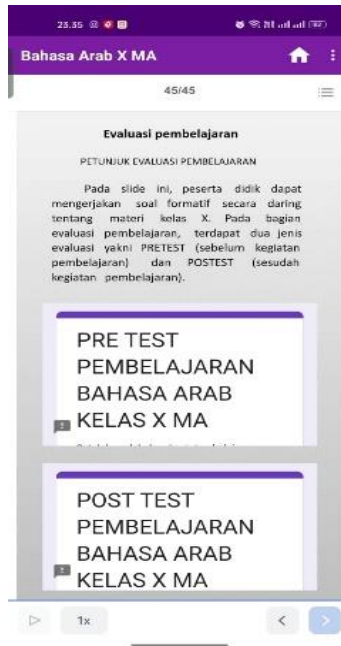 23.35
Bahasa Arab X MA
45/45
Evaluasi pembelajaran
PETUNJUK EVALUASI PEMBELAJARAN
Pada slide ini, peserta didik dapat
mengerjakan soal formatif secara daring
tentang materi kelas X. Pada bagian
evaluasi pembelajaran, terdapat dua jenis
evaluasi yakni PRETEST (sebelum kegiatan
pembelajaran) dan POSTEST (sesudah
kegiatan pembelajaran).
PRE TEST
PEMBELAJARAN
BAHASA ARAB
KELAS X MA
POST TEST
PEMBELAJARAN
BAHASA ARAB
KELAS X MA
1x